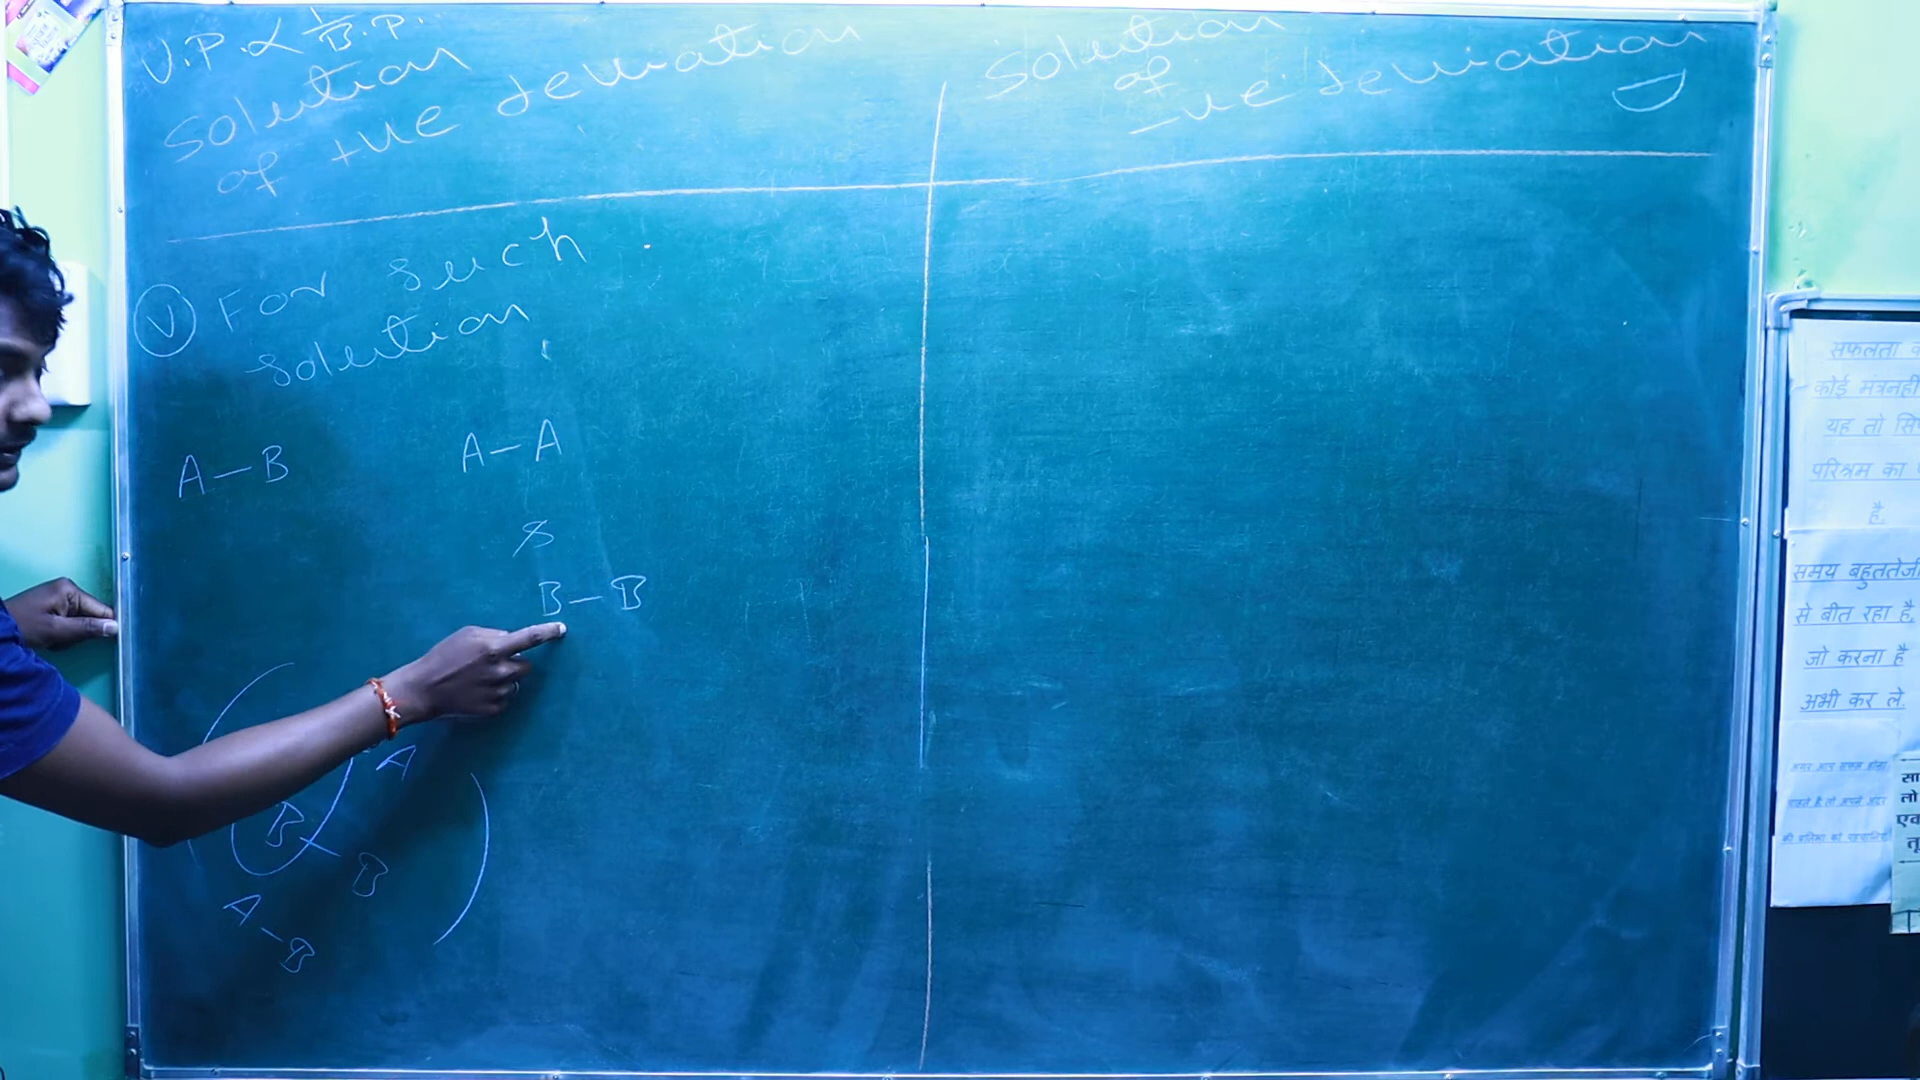 V.P. ∝ 1/B.P.
Solution
of +ve deviation
Solution
of
-ve deviation
(V) For such
solution
A-B
A-A
&
B-B
A
B
B
A-B
सफलता क
कोई मंत्र नहीं
यह तो सिर्फ
परिश्रम का
है.
समय बहुत तेजी
से बीत रहा है,
जो करना है
अभी कर ले.
सा
लो
एक